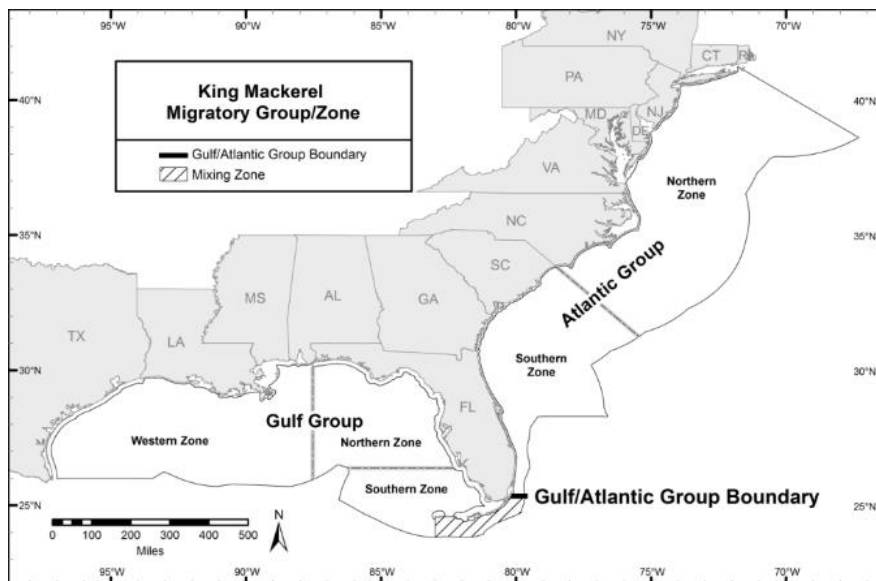 95°W 90°W 85°W 80°W 75°W 70°W
King Mackerel
Migratory Group/Zone
Gulf/Atlantic Group Boundary
Mixing Zone
NY
CT
RI
PA
40°N
40°N
NJ
MD
DE
VA
Northern
Zone
NC
35°N
35°N
SC
Atlantic Group
MS
AL
GA
TX
LA
Southern
Zone
30°N
30°N
FL
Gulf Group
Western Zone
Northern Zone
Southern Zone
Gulf/Atlantic Group Boundary
25°N
25°N
0 100 200 300 400 500
Miles
N
95°W 90°W 85°W 80°W 75°W 70°W